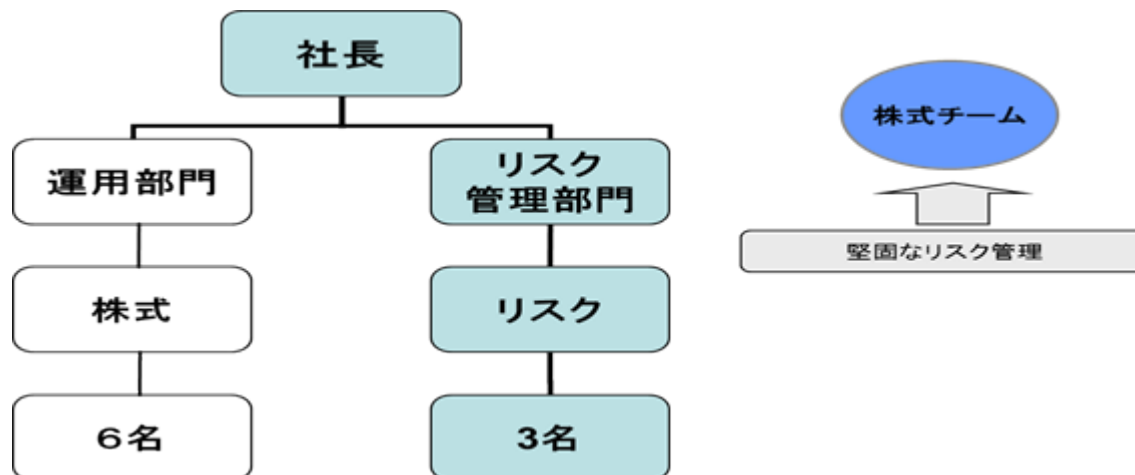 社長
運用部門
リスク
管理部門
株式
リスク
６名
3名
株式チーム
堅固なリスク管理